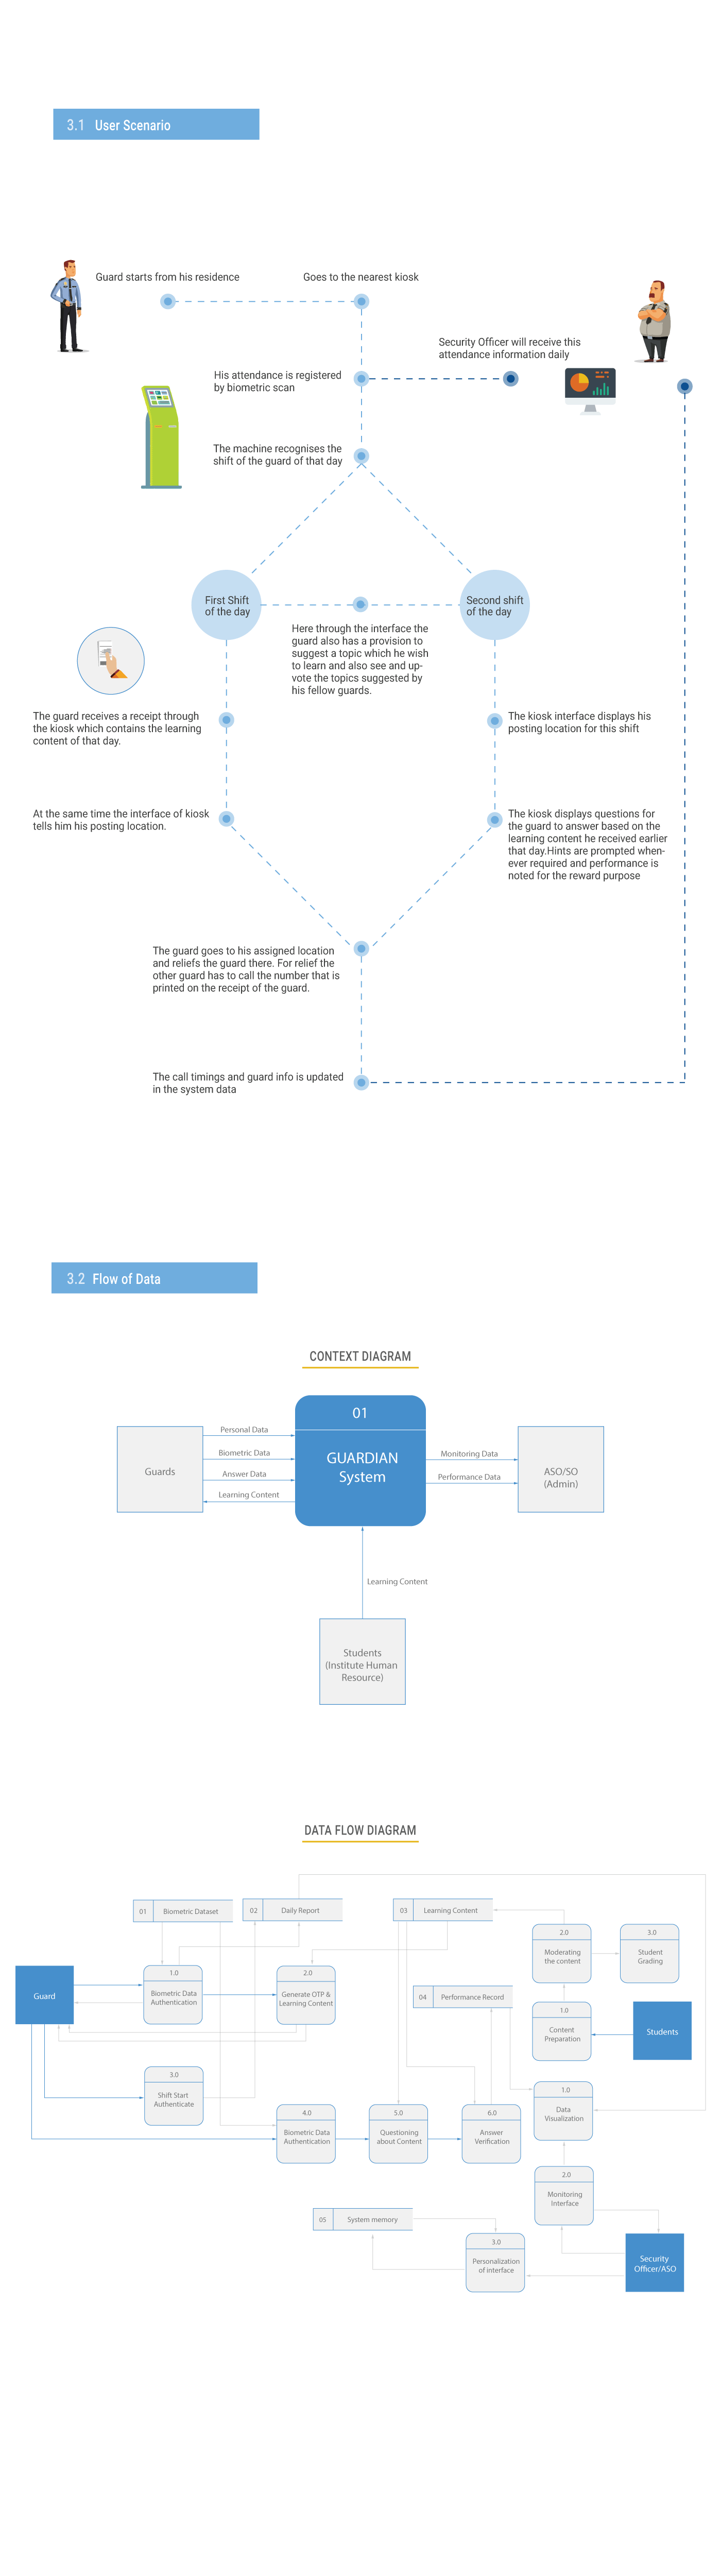 3.1 User Scenario
Guard starts from his residence
Goes to the nearest kiosk
Security Officer will receive this
attendance information daily
His attendance is registered
by biometric scan
The machine recognises the
shift of the guard of that day
First Shift
of the day
Second shift
of the day
Here through the interface the
guard also has a provision to
suggest a topic which he wish
to learn and also see and up-
vote the topics suggested by
his fellow guards.
The guard receives a receipt through
the kiosk which contains the learning
content of that day.
The kiosk interface displays his
posting location for this shift
At the same time the interface of kiosk
tells him his posting location.
The kiosk displays questions for
the guard to answer based on the
learning content he received earlier
that day.Hints are prompted when-
ever required and performance is
noted for the reward purpose
The guard goes to his assigned location
and reliefs the guard there. For relief the
other guard has to call the number that is
printed on the receipt of the guard.
The call timings and guard info is updated
in the system data
3.2 Flow of Data
CONTEXT DIAGRAM
01
GUARDIAN
System
Personal Data
Biometric Data
Answer Data
Learning Content
Guards
Monitoring Data
Performance Data
ASO/SO
(Admin)
Learning Content
Students
(Institute Human
Resource)
DATA FLOW DIAGRAM
01 Biometric Dataset
02 Daily Report
03 Learning Content
2.0
Moderating
the content
3.0
Student
Grading
Guard
1.0
Biometric Data
Authentication
2.0
Generate OTP &
Learning Content
04 Performance Record
1.0
Content
Preparation
Students
3.0
Shift Start
Authenticate
1.0
Data
Visualization
4.0
Biometric Data
Authentication
5.0
Questioning
about Content
6.0
Answer
Verification
2.0
Monitoring
Interface
05 System memory
3.0
Personalization
of interface
Security
Officer/ASO